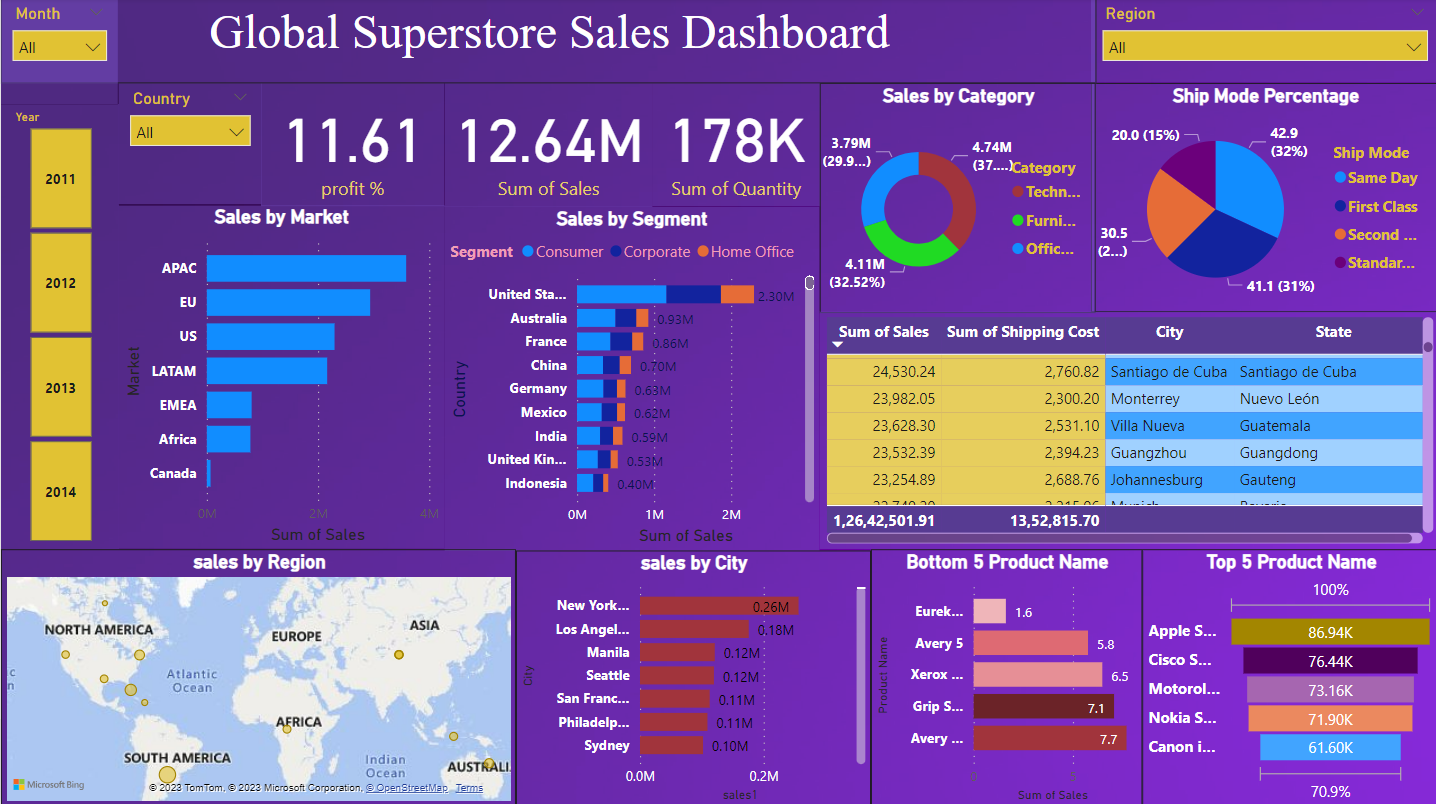 Month
All
Global Superstore Sales Dashboard
Region
All
Year
2011
2012
2013
2014
Country
All
11.61
profit %
12.64M
Sum of Sales
178K
Sum of Quantity
Sales by Category
3.79M
(29.9...)
4.74M
(37....)
4.11M
(32.52%)
Category
Techn...
Furni...
Offic...
Ship Mode Percentage
20.0 (15%)
42.9
(32%)
30.5
(2...)
41.1 (31%)
Ship Mode
Same Day
First Class
Second ...
Standar...
Sales by Market
Market
APAC
EU
US
LATAM
EMEA
Africa
Canada
0M 2M 4M
Sum of Sales
Sales by Segment
Segment Consumer Corporate Home Office
Country
United Sta... 2.30M
Australia 0.93M
France 0.86M
China 0.70M
Germany 0.63M
Mexico 0.62M
India 0.59M
United Kin... 0.53M
Indonesia 0.40M
0M 1M 2M
Sum of Sales
Sum of Sales Sum of Shipping Cost City State
24,530.24 2,760.82 Santiago de Cuba Santiago de Cuba
23,982.05 2,300.20 Monterrey Nuevo León
23,628.30 2,531.10 Villa Nueva Guatemala
23,532.39 2,394.23 Guangzhou Guangdong
23,254.89 2,688.76 Johannesburg Gauteng
1,26,42,501.91 13,52,815.70
sales by Region
NORTH AMERICA
EUROPE
ASIA
Atlantic
Ocean
AFRICA
SOUTH AMERICA
Indian
Ocean
AUSTRALI
Microsoft Bing
© 2023 TomTom, © 2023 Microsoft Corporation, © OpenStreetMap Terms
sales by City
City
New York... 0.26M
Los Angel... 0.18M
Manila 0.12M
Seattle 0.12M
San Franc... 0.11M
Philadelp... 0.11M
Sydney 0.10M
0.0M 0.2M
sales1
Bottom 5 Product Name
Product Name
Eurek... 1.6
Avery 5 5.8
Xerox ... 6.5
Grip S... 7.1
Avery ... 7.7
0 5
Sum of Sales
Top 5 Product Name
100%
Apple S... 86.94K
Cisco S... 76.44K
Motorol... 73.16K
Nokia S... 71.90K
Canon i... 61.60K
70.9%